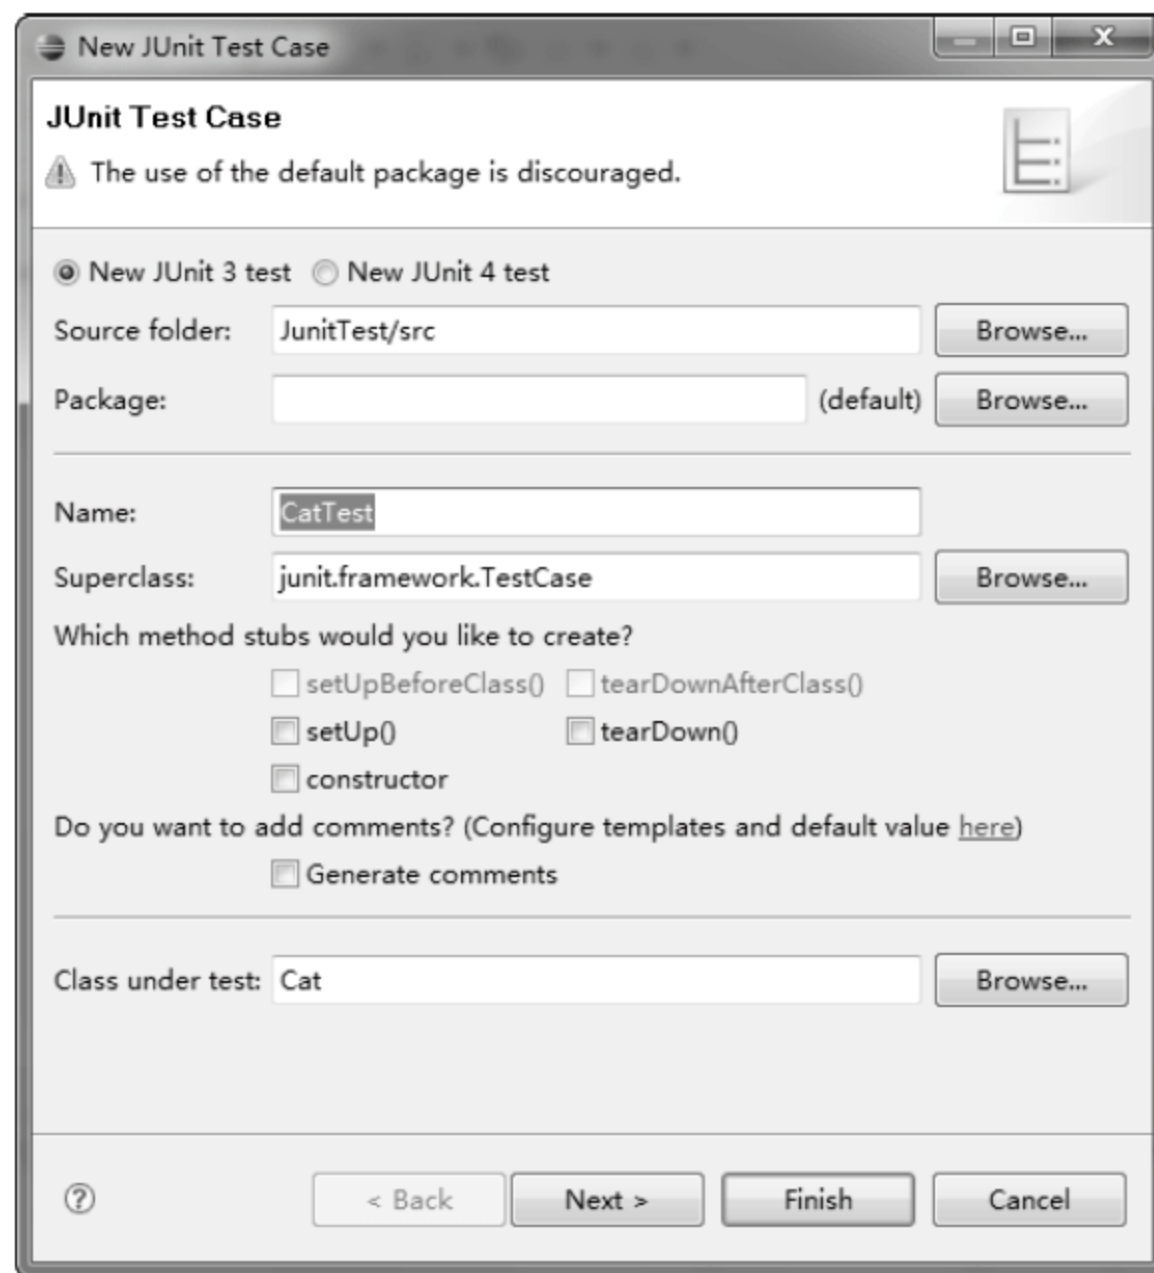 New JUnit Test Case
JUnit Test Case
The use of the default package is discouraged.
New JUnit 3 test New JUnit 4 test
Source folder: JunitTest/src Browse...
Package: (default) Browse...
Name: CatTest
Superclass: junit.framework.TestCase Browse...
Which method stubs would you like to create?
setUpBeforeClass() tearDownAfterClass()
setUp() tearDown()
constructor
Do you want to add comments? (Configure templates and default value here)
Generate comments
Class under test: Cat Browse...
? < Back Next > Finish Cancel